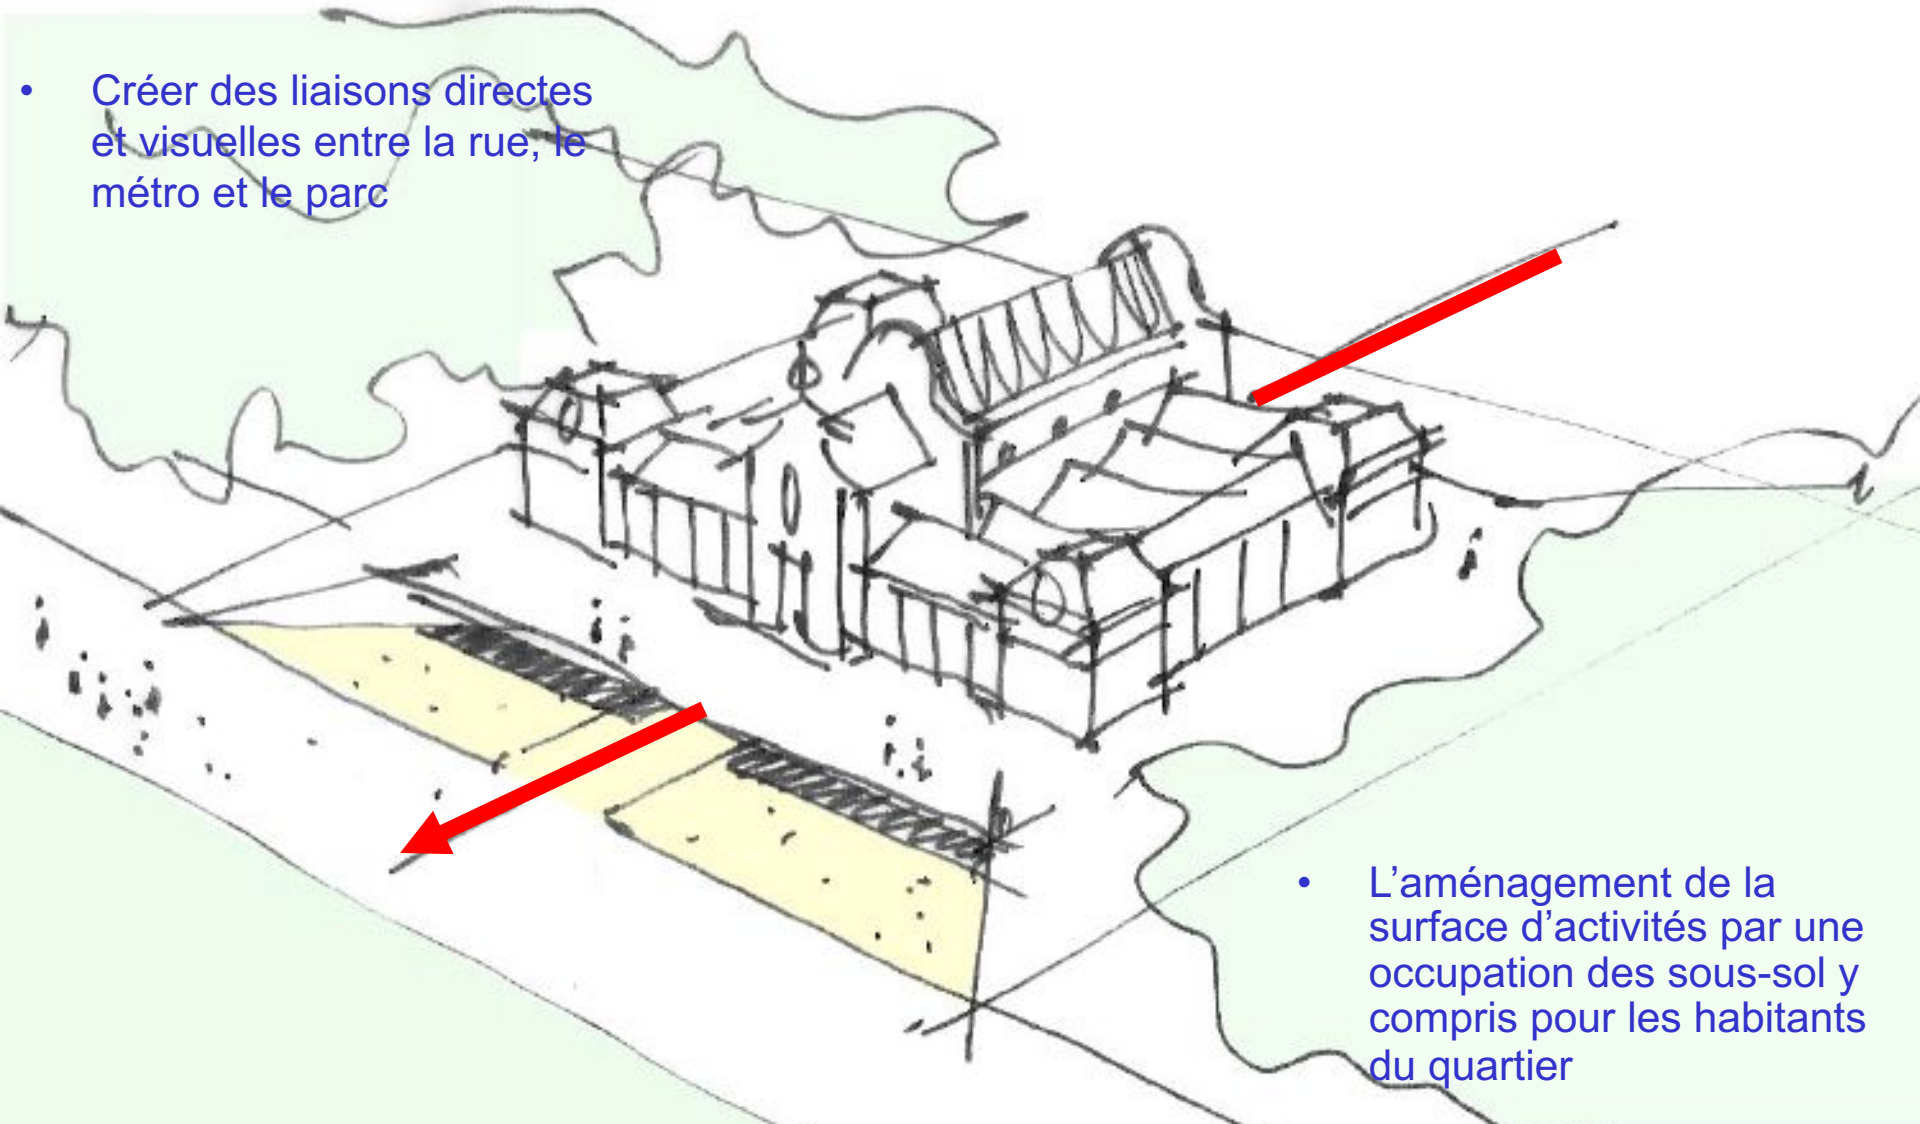 • Créer des liaisons directes
et visuelles entre la rue, le
métro et le parc
• L’aménagement de la
surface d’activités par une
occupation des sous-sol y
compris pour les habitants
du quartier